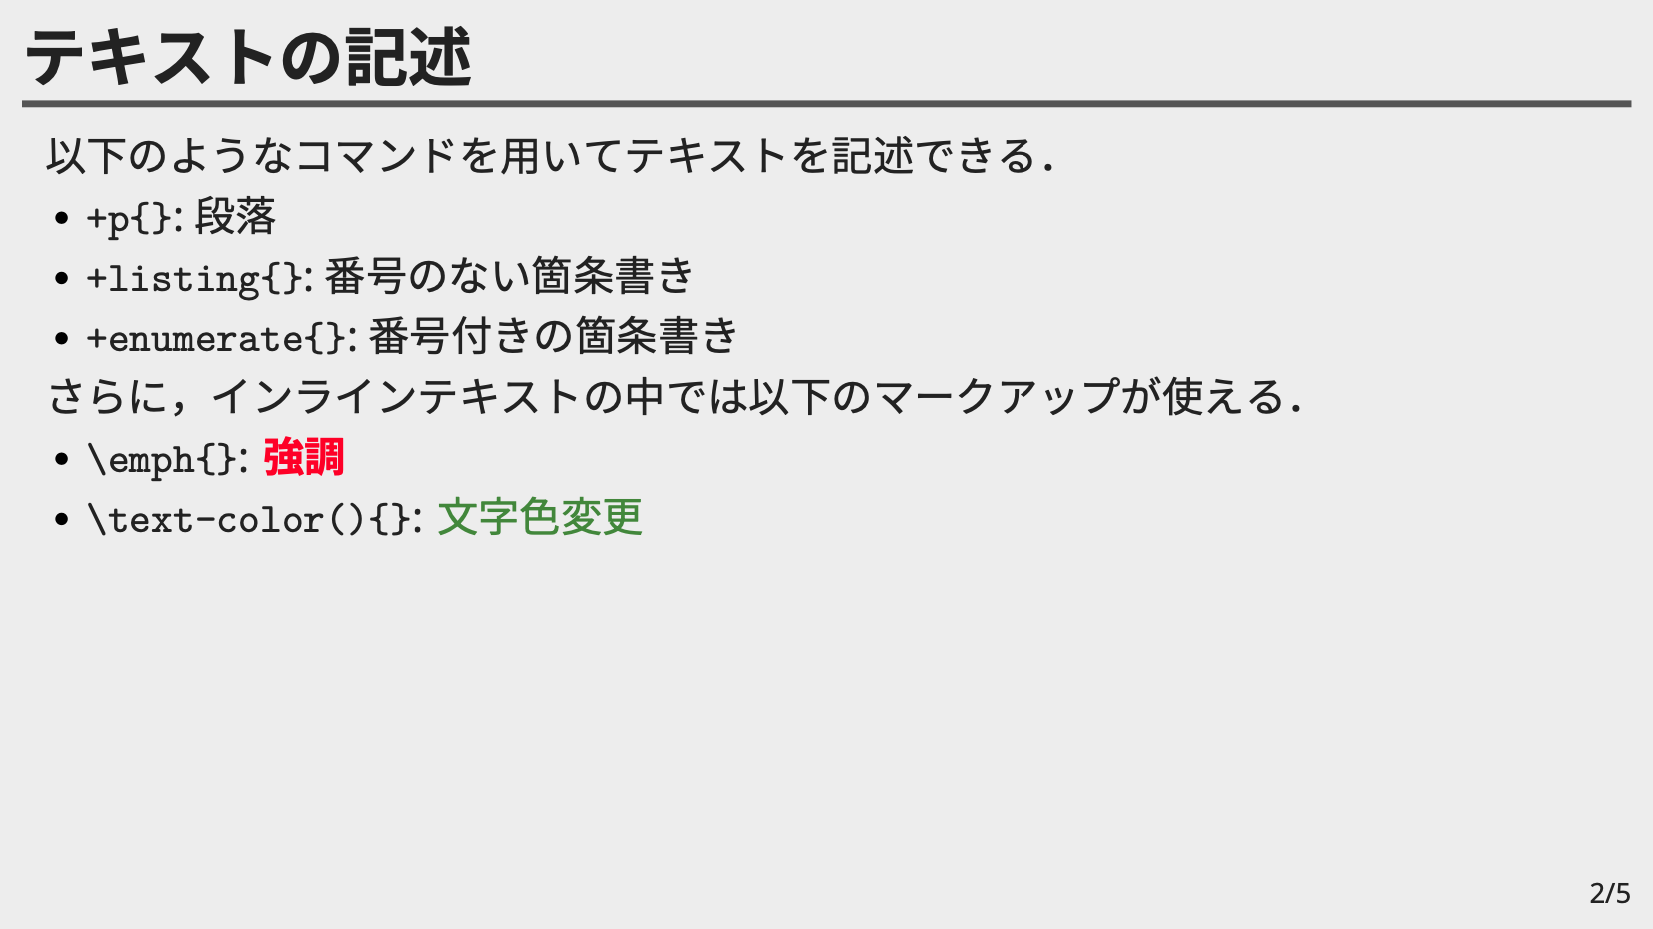 テキストの記述
以下のようなコマンドを用いてテキストを記述できる．
• +p{}: 段落
• +listing{}: 番号のない箇条書き
• +enumerate{}: 番号付きの箇条書き
さらに，インラインテキストの中では以下のマークアップが使える．
• \emph{}: 強調
• \text-color(){}: 文字色変更
2/5